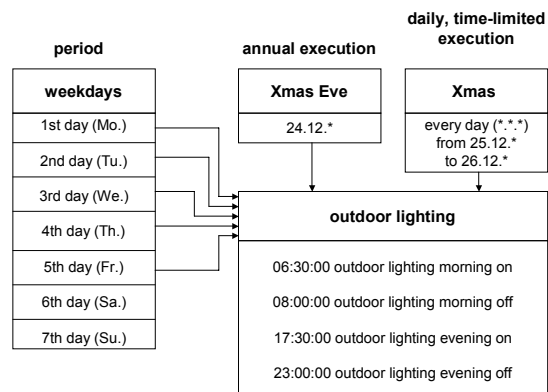 period
weekdays
1st day (Mo.)
2nd day (Tu.)
3rd day (We.)
4th day (Th.)
5th day (Fr.)
6th day (Sa.)
7th day (Su.)
annual execution
Xmas Eve
24.12.*
daily, time-limited
execution
Xmas
every day (*.*.*)
from 25.12.*
to 26.12.*
outdoor lighting
06:30:00 outdoor lighting morning on
08:00:00 outdoor lighting morning off
17:30:00 outdoor lighting evening on
23:00:00 outdoor lighting evening off